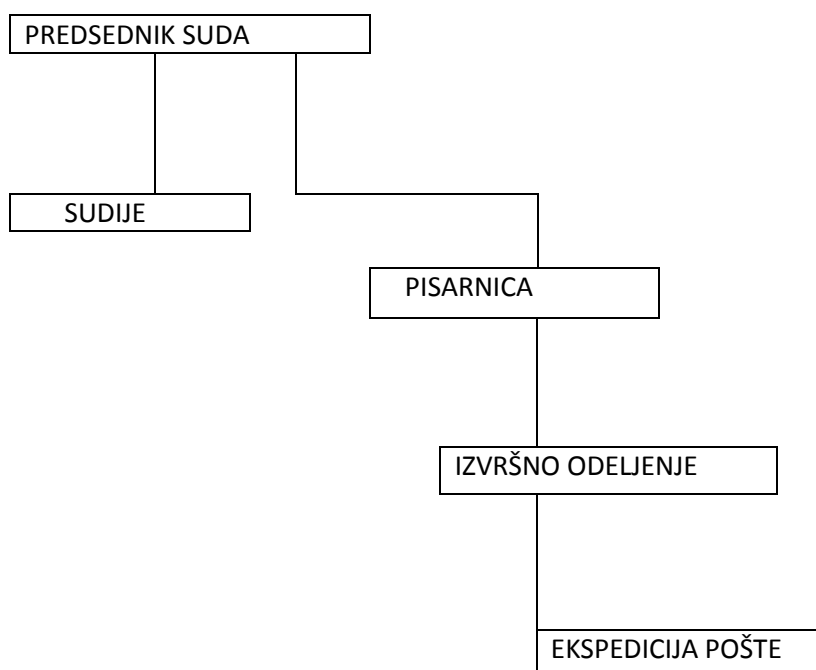 PREDSEDNIK SUDA
SUDIJE
PISARNICA
IZVRŠNO ODELJENJE
EKSPEDICIJA POŠTE